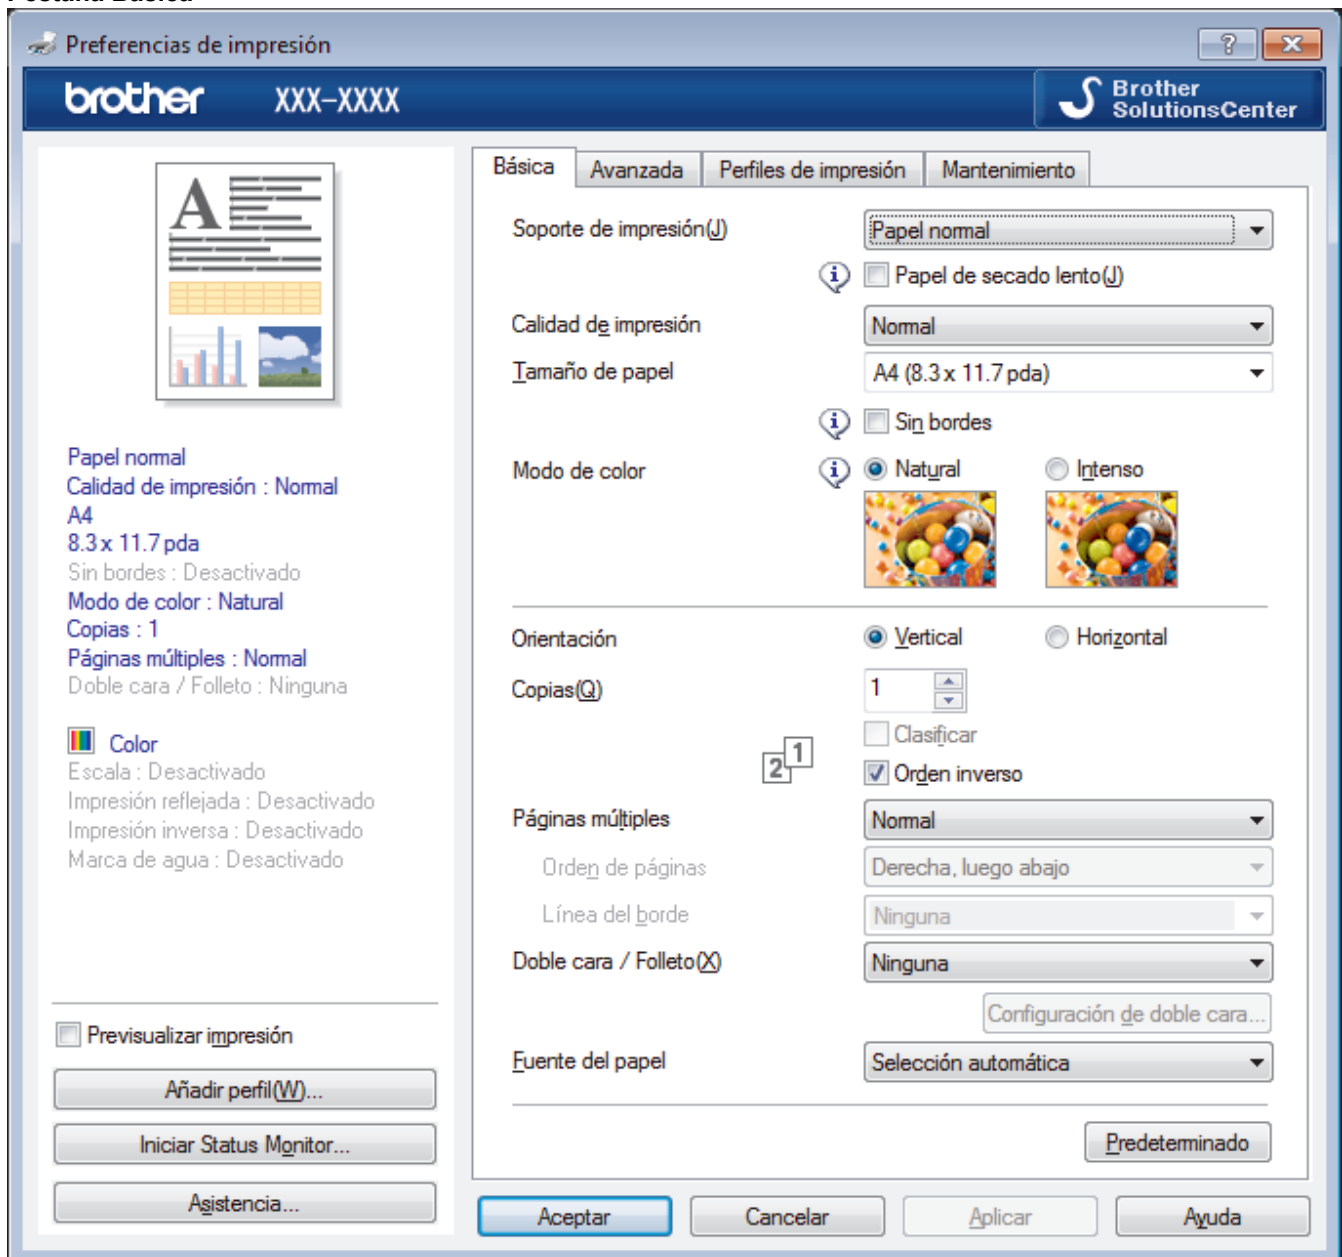 Preferencias de impresión
brother XXX-XXXX
Brother
SolutionsCenter
A
Papel normal
Calidad de impresión : Normal
A4
8.3 x 11.7 pda
Sin bordes : Desactivado
Modo de color : Natural
Copias : 1
Páginas múltiples : Normal
Doble cara / Folleto : Ninguna
Color
Escala : Desactivado
Impresión reflejada : Desactivado
Impresión inversa : Desactivado
Marca de agua : Desactivado
Previsualizar impresión
Añadir perfil(W)...
Iniciar Status Monitor...
Asistencia...
Básica Avanzada Perfiles de impresión Mantenimiento
Soporte de impresión(J) Papel normal
Papel de secado lento(J)
Calidad de impresión Normal
Tamaño de papel A4 (8.3 x 11.7 pda)
Sin bordes
Modo de color Natural Intenso
Orientación Vertical Horizontal
Copias(Q) 1
Clasificar
2 1 Orden inverso
Páginas múltiples Normal
Orden de páginas Derecha, luego abajo
Línea del borde Ninguna
Doble cara / Folleto(X) Ninguna
Configuración de doble cara...
Fuente del papel Selección automática
Predeterminado
Aceptar Cancelar Aplicar Ayuda